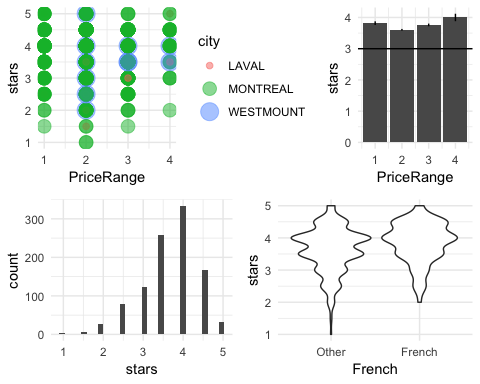 5
4
3
2
1
stars
1 2 3 4
PriceRange
city
LAVAL
MONTREAL
WESTMOUNT
4
3
2
1
0
stars
1 2 3 4
PriceRange
300
200
100
0
count
1 2 3 4 5
stars
5
4
3
2
1
stars
Other French
French